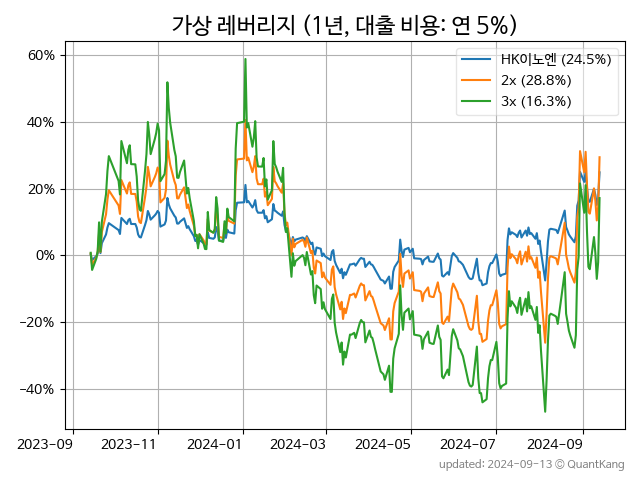 가상 레버리지 (1년, 대출 비용: 연 5%)
HK이노엔 (24.5%)
2x (28.8%)
3x (16.3%)
60%
40%
20%
0%
−20%
−40%
2023-09 2023-11 2024-01 2024-03 2024-05 2024-07 2024-09
updated: 2024-09-13 © QuantKang